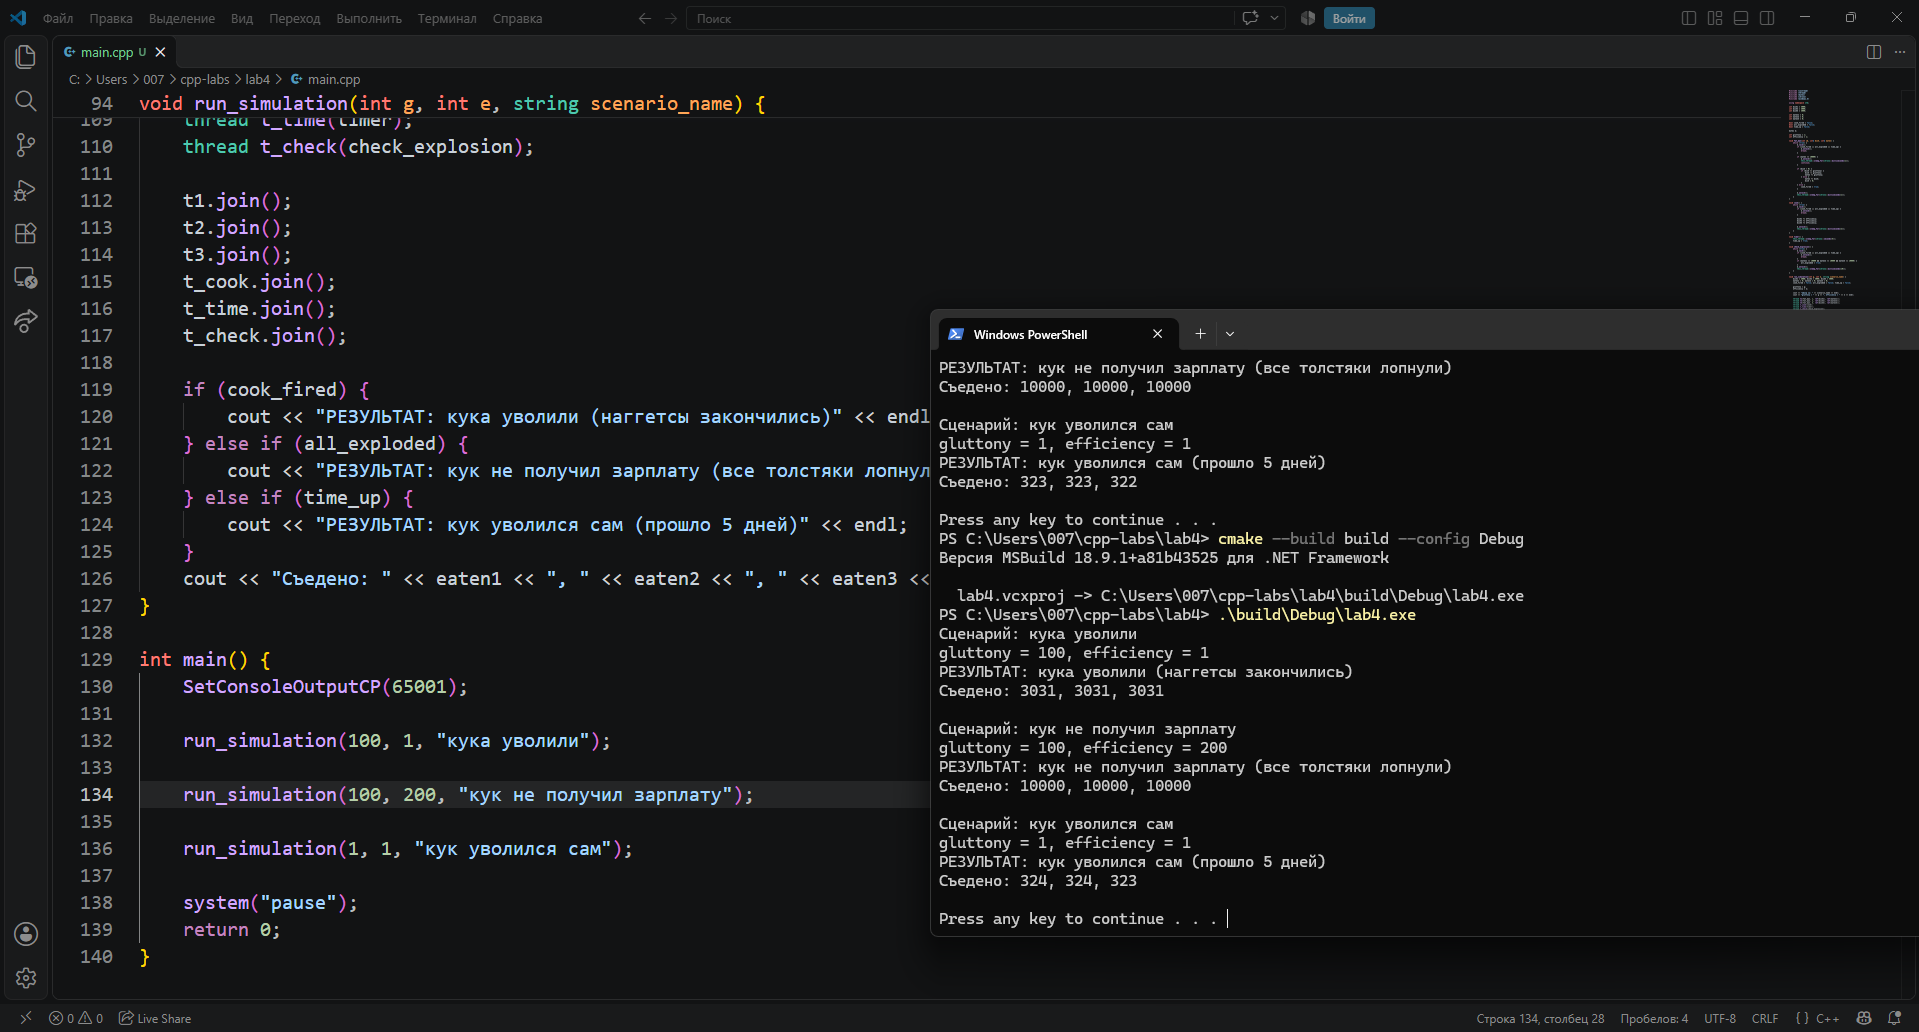 Файл Правка Выделение Вид Переход Выполнить Терминал Справка Поиск Войти
main.cpp U
C: > Users > 007 > cpp-labs > lab4 > main.cpp
94 void run_simulation(int g, int e, string scenario_name) {
109 thread t_time(timer);
110 thread t_check(check_explosion);
111
112 t1.join();
113 t2.join();
114 t3.join();
115 t_cook.join();
116 t_time.join();
117 t_check.join();
118
119 if (cook_fired) {
120 cout << "РЕЗУЛЬТАТ: кука уволили (наггетсы закончились)" << endl
121 } else if (all_exploded) {
122 cout << "РЕЗУЛЬТАТ: кук не получил зарплату (все толстяки лопнул
123 } else if (time_up) {
124 cout << "РЕЗУЛЬТАТ: кук уволился сам (прошло 5 дней)" << endl;
125 }
126 cout << "Съедено: " << eaten1 << ", " << eaten2 << ", " << eaten3 <<
127 }
128
129 int main() {
130 SetConsoleOutputCP(65001);
131
132 run_simulation(100, 1, "кука уволили");
133
134 run_simulation(100, 200, "кук не получил зарплату");
135
136 run_simulation(1, 1, "кук уволился сам");
137
138 system("pause");
139 return 0;
140 }
Windows PowerShell
РЕЗУЛЬТАТ: кук не получил зарплату (все толстяки лопнули)
Съедено: 10000, 10000, 10000
Сценарий: кук уволился сам
gluttony = 1, efficiency = 1
РЕЗУЛЬТАТ: кук уволился сам (прошло 5 дней)
Съедено: 323, 323, 322
Press any key to continue . . .
PS C:\Users\007\cpp-labs\lab4> cmake --build build --config Debug
Версия MSBuild 18.9.1+a81b43525 для .NET Framework
lab4.vcxproj -> C:\Users\007\cpp-labs\lab4\build\Debug\lab4.exe
PS C:\Users\007\cpp-labs\lab4> .\build\Debug\lab4.exe
Сценарий: кука уволили
gluttony = 100, efficiency = 1
РЕЗУЛЬТАТ: кука уволили (наггетсы закончились)
Съедено: 3031, 3031, 3031
Сценарий: кук не получил зарплату
gluttony = 100, efficiency = 200
РЕЗУЛЬТАТ: кук не получил зарплату (все толстяки лопнули)
Съедено: 10000, 10000, 10000
Сценарий: кук уволился сам
gluttony = 1, efficiency = 1
РЕЗУЛЬТАТ: кук уволился сам (прошло 5 дней)
Съедено: 324, 324, 323
Press any key to continue . . .
0 0 Live Share Строка 134, столбец 28 Пробелов: 4 UTF-8 CRLF {} C++